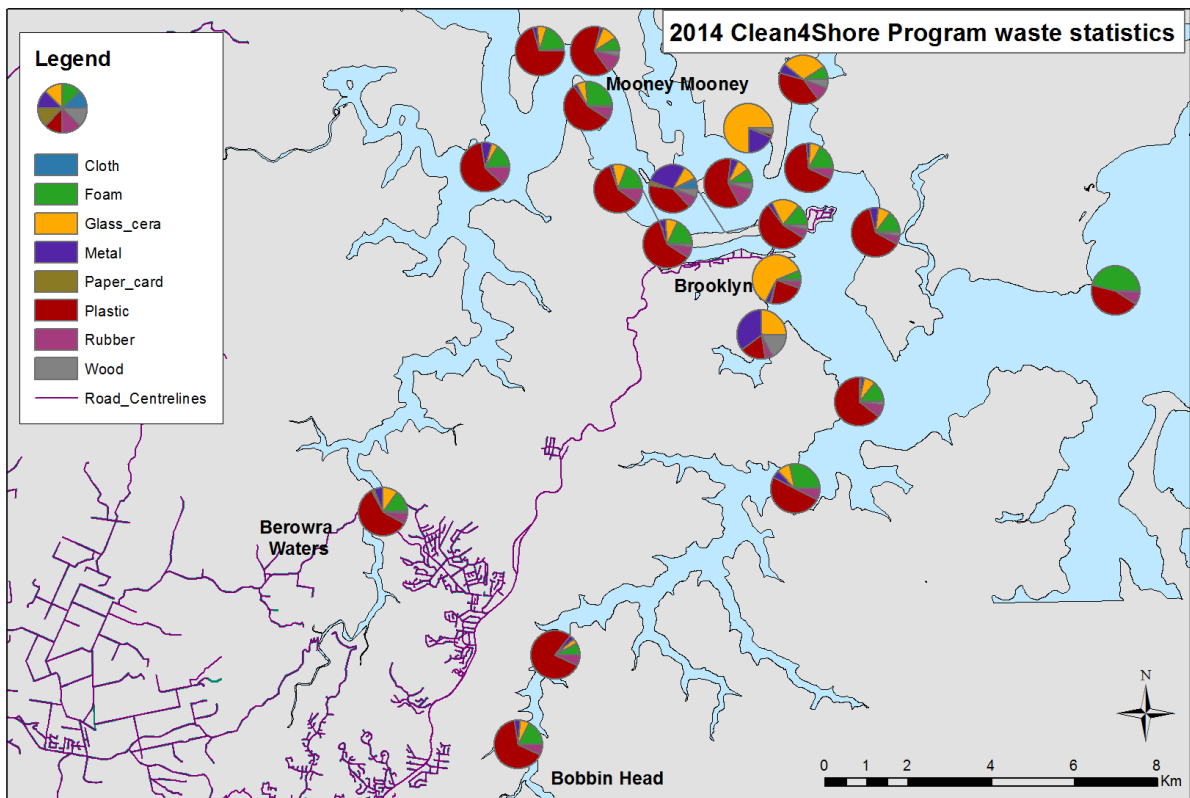 2014 Clean4Shore Program waste statistics
Legend
Cloth
Foam
Glass_cera
Metal
Paper_card
Plastic
Rubber
Wood
Road_Centrelines
Mooney Mooney
Brooklyn
Berowra
Waters
Bobbin Head
N
0 1 2 4 6 8
Km